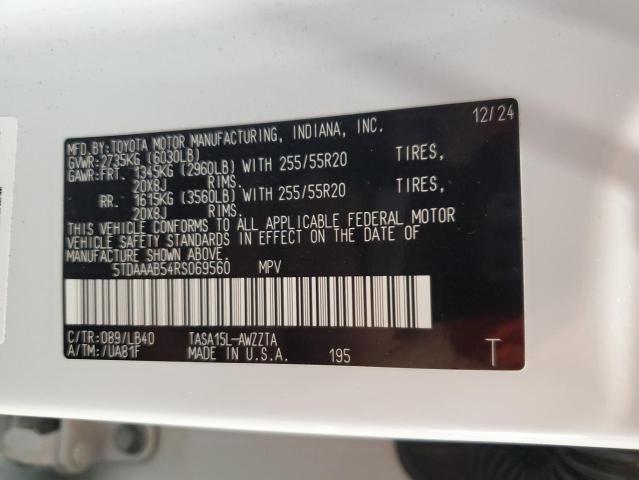 MFD.BY:TOYOTA MOTOR MANUFACTURING, INDIANA, INC. 12/24
GVWR:2735KG (6030LB)
GAWR:FRT. 1345KG (2960LB) WITH 255/55R20 TIRES,
20X8J RIMS.
RR. 1615KG (3560LB) WITH 255/55R20 TIRES,
20X8J RIMS.
THIS VEHICLE CONFORMS TO ALL APPLICABLE FEDERAL MOTOR
VEHICLE SAFETY STANDARDS IN EFFECT ON THE DATE OF
MANUFACTURE SHOWN ABOVE.
5TDAAAB54RS069560 MPV
C/TR:089/LB40 TASA15L-AWZZTA
A/TM:/UA81F MADE IN U.S.A. 195 T